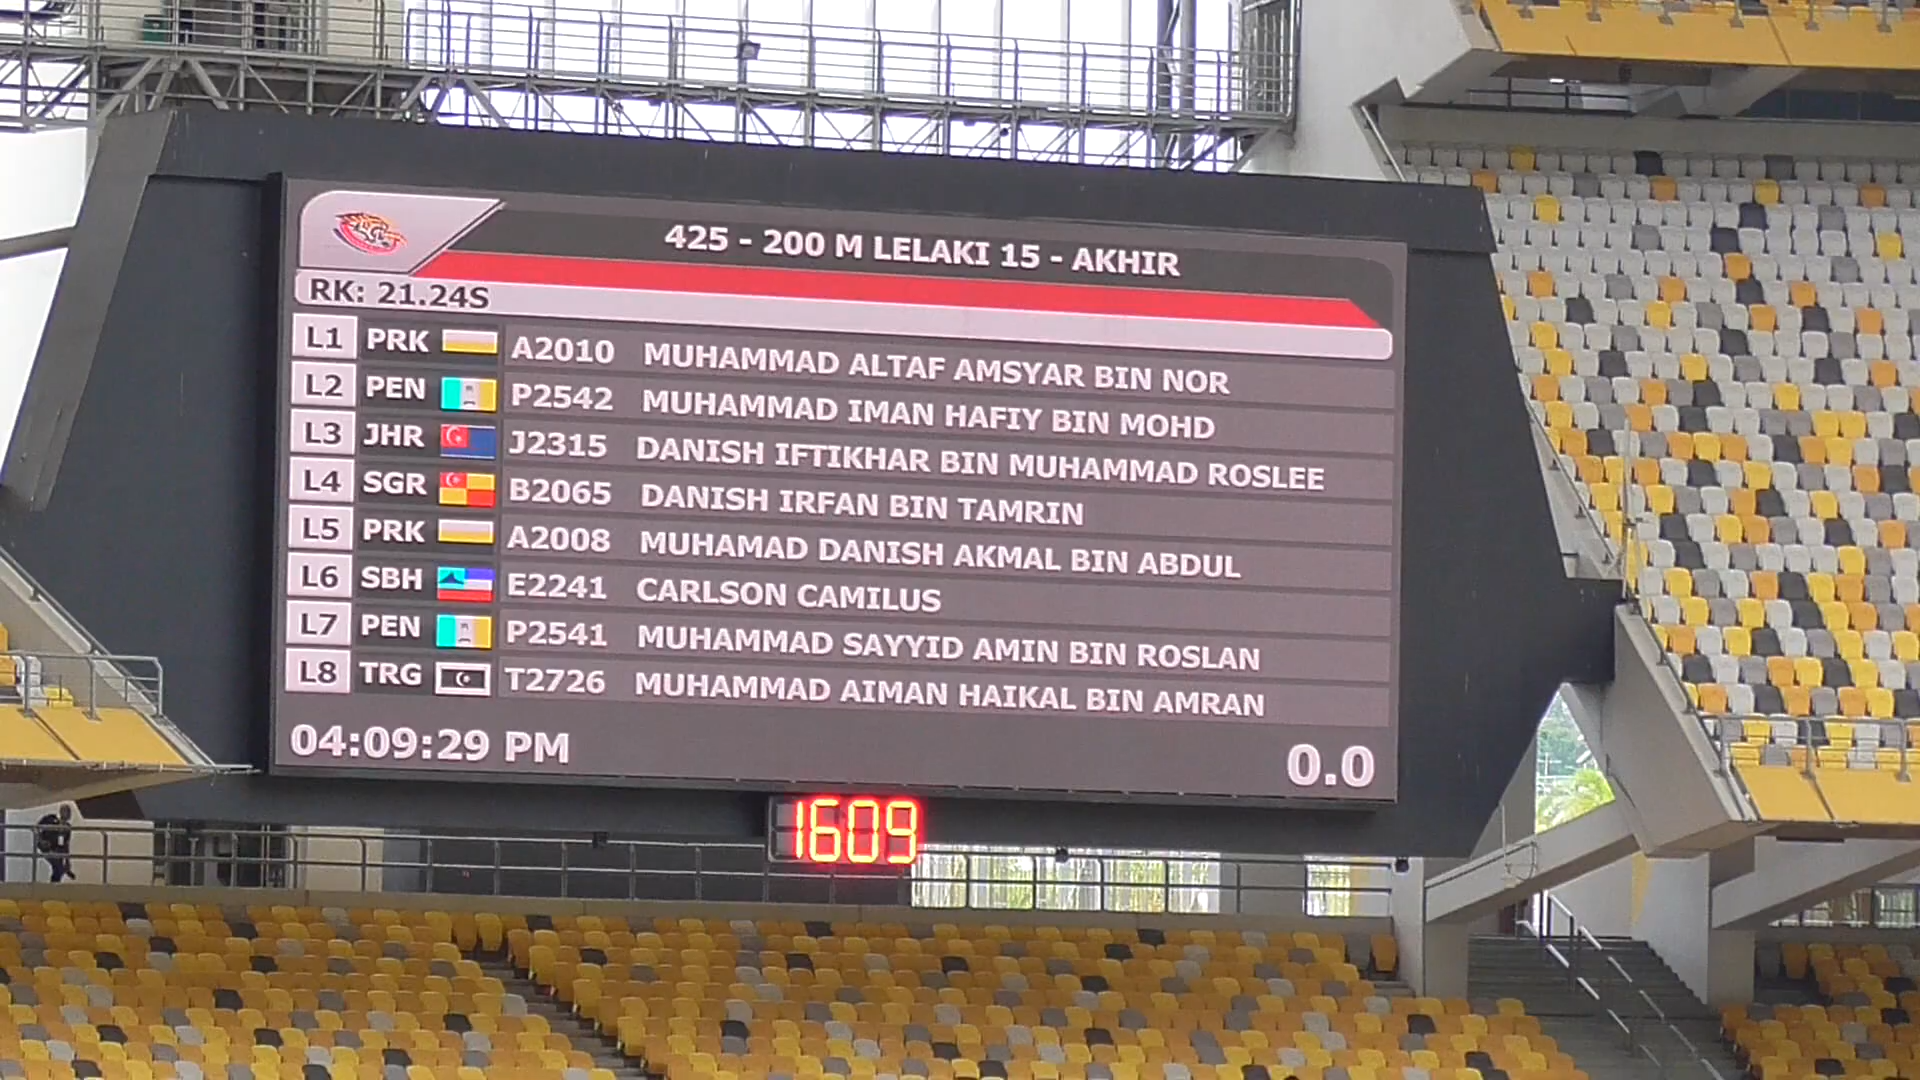 425 - 200 M LELAKI 15 - AKHIR
RK: 21.24S
L1 PRK A2010 MUHAMMAD ALTAF AMSYAR BIN NOR
L2 PEN P2542 MUHAMMAD IMAN HAFIY BIN MOHD
L3 JHR J2315 DANISH IFTIKHAR BIN MUHAMMAD ROSLEE
L4 SGR B2065 DANISH IRFAN BIN TAMRIN
L5 PRK A2008 MUHAMAD DANISH AKMAL BIN ABDUL
L6 SBH E2241 CARLSON CAMILUS
L7 PEN P2541 MUHAMMAD SAYYID AMIN BIN ROSLAN
L8 TRG T2726 MUHAMMAD AIMAN HAIKAL BIN AMRAN
04:09:29 PM 0.0
1609